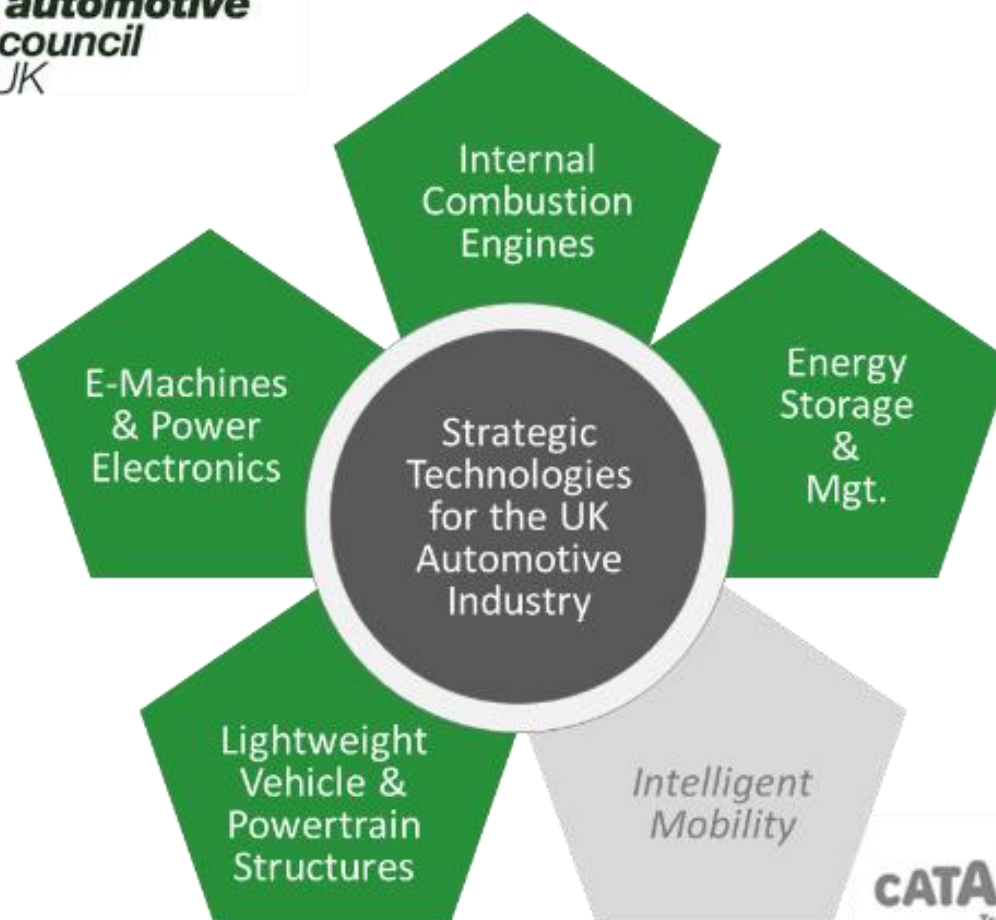 automotive
council
UK
Internal
Combustion
Engines
E-Machines
& Power
Electronics
Energy
Storage
&
Mgt.
Strategic
Technologies
for the UK
Automotive
Industry
Lightweight
Vehicle &
Powertrain
Structures
Intelligent
Mobility
CATA